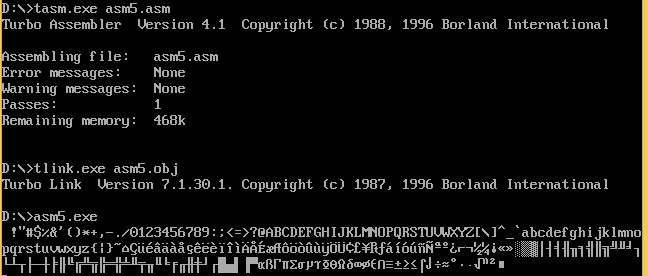 D:\>tasm.exe asm5.asm
Turbo Assembler  Version 4.1  Copyright (c) 1988, 1996 Borland International

Assembling file:   asm5.asm
Error messages:    None
Warning messages:  None
Passes:            1
Remaining memory:  468k

D:\>tlink.exe asm5.obj
Turbo Link  Version 7.1.30.1. Copyright (c) 1987, 1996 Borland International

D:\>asm5.exe
 !"#$%&'()*+,-./0123456789:;<=>?@ABCDEFGHIJKLMNOPQRSTUVWXYZ[\]^_`abcdefghijklmno
pqrstuvwxyz{|}~⌂ÇüéâäàåçêëèïîìÄÅÉæÆôöòûùÿÖÜ¢£¥₧ƒáíóúñÑªº¿⌐¬½¼¡«»░▒▓│┤╡╢╖╕╣║╗╝╜╛┐
└┴┬├─┼╞╟╚╔╩╦╠═╬╧╨╤╥╙╘╒╓╫╪┘┌█▄▌▐▀αßΓπΣσµτΦΘΩδ∞φε∩≡±≥≤⌠⌡÷≈°∙·√ⁿ²■